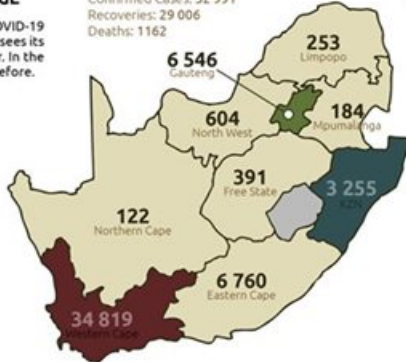 OVID-19
sees its
r. In the
efore.
Recoveries: 29 006
Deaths: 1162
253
Limpopo
6 546
Gauteng
604
North West
184
Mpumalanga
391
Free State
3 255
KZN
122
Northern Cape
6 760
Eastern Cape
34 819
Western Cape